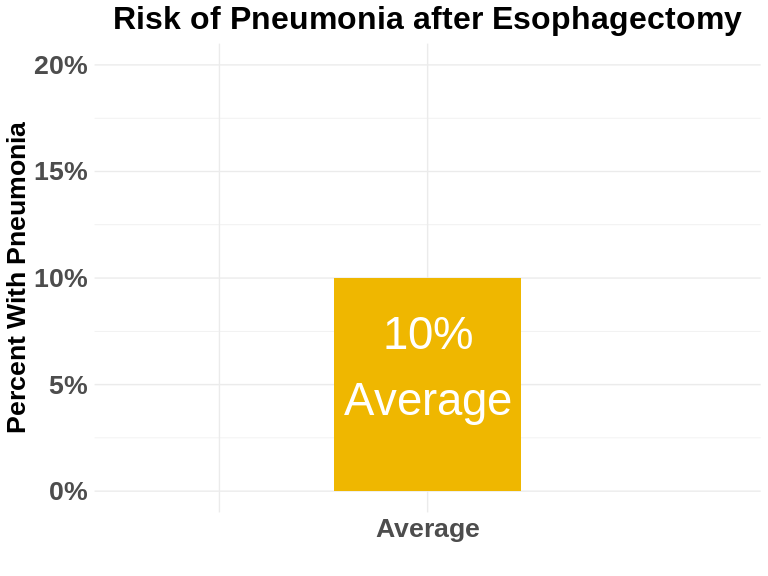 Risk of Pneumonia after Esophagectomy
Percent With Pneumonia
20%
15%
10%
5%
0%
10%
Average
Average